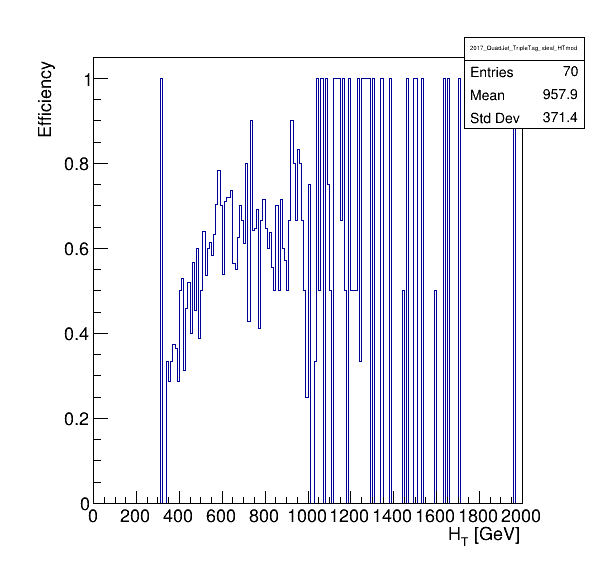 2017_QuadJet_TripleTag_ideal_HTmod
Entries 70
Mean 957.9
Std Dev 371.4
Efficiency
1
0.8
0.6
0.4
0.2
0
0 200 400 600 800 1000 1200 1400 1600 1800 2000
H_T [GeV]